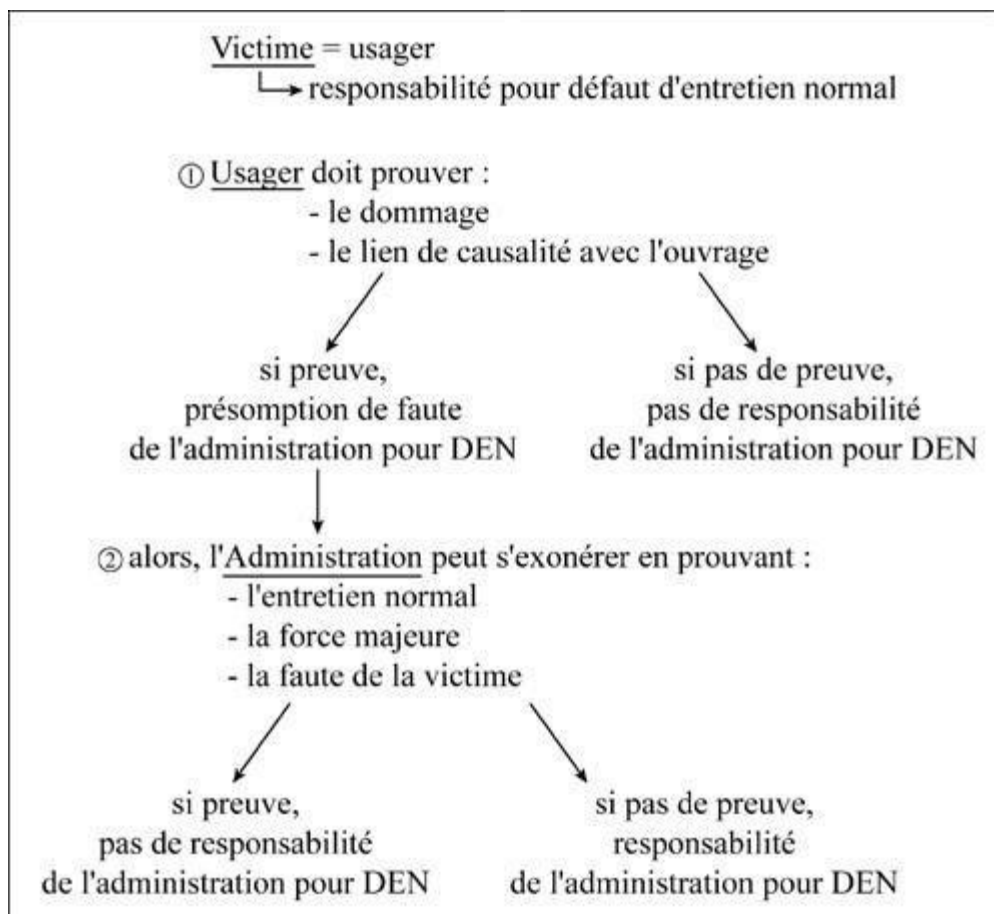 Victime = usager
responsabilité pour défaut d'entretien normal
① Usager doit prouver :
- le dommage
- le lien de causalité avec l'ouvrage
si preuve,
présomption de faute
de l'administration pour DEN
si pas de preuve,
pas de responsabilité
de l'administration pour DEN
② alors, l'Administration peut s'exonérer en prouvant :
- l'entretien normal
- la force majeure
- la faute de la victime
si preuve,
pas de responsabilité
de l'administration pour DEN
si pas de preuve,
responsabilité
de l'administration pour DEN